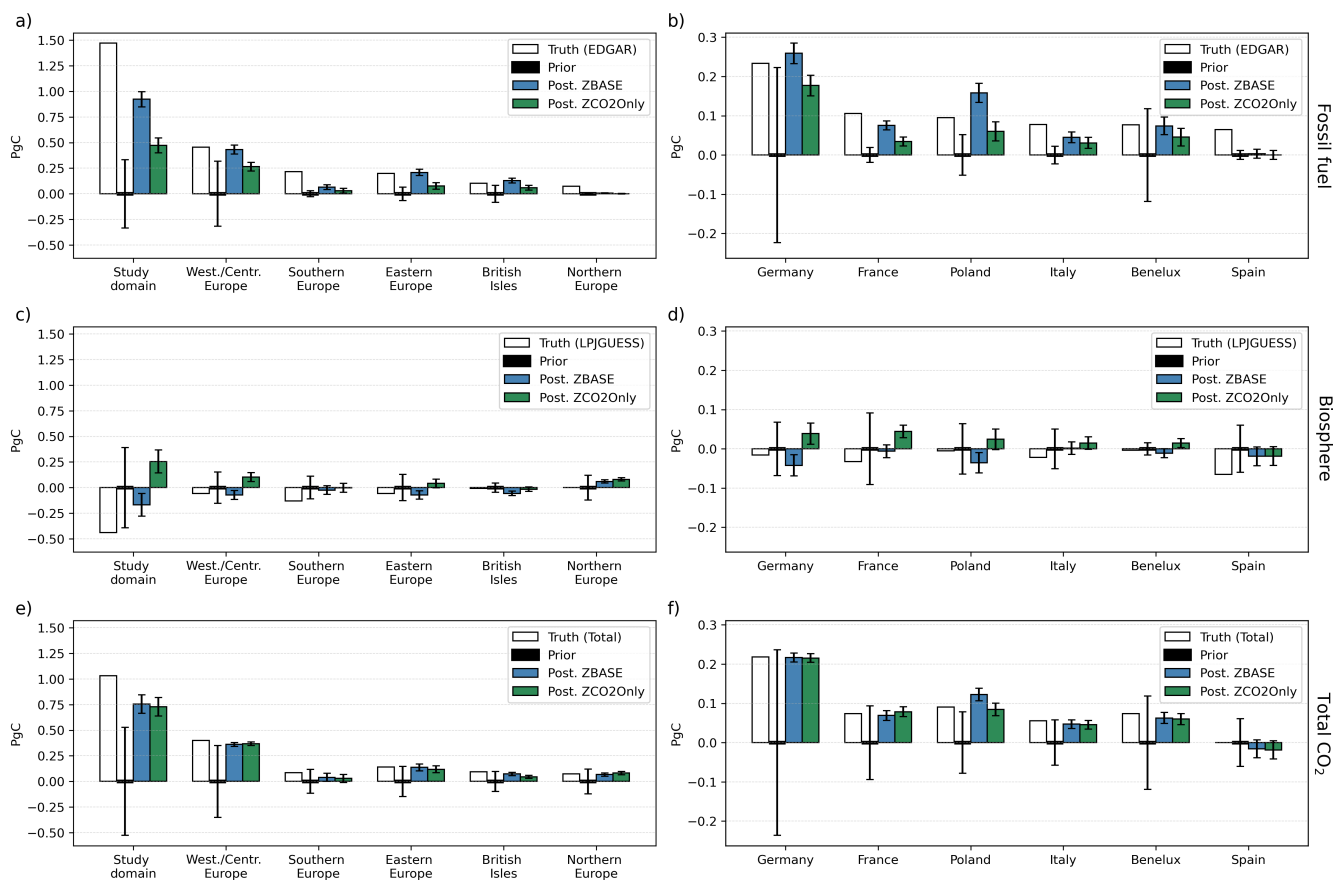 a)
1.50
1.25
1.00
0.75
0.50
0.25
0.00
−0.25
−0.50
PgC
Truth (EDGAR)
Prior
Post. ZBASE
Post. ZCO2Only
Study
domain
West./Centr.
Europe
Southern
Europe
Eastern
Europe
British
Isles
Northern
Europe
b)
0.3
0.2
0.1
0.0
−0.1
−0.2
PgC
Truth (EDGAR)
Prior
Post. ZBASE
Post. ZCO2Only
Germany
France
Poland
Italy
Benelux
Spain
Fossil fuel
c)
1.50
1.25
1.00
0.75
0.50
0.25
0.00
−0.25
−0.50
PgC
Truth (LPJGUESS)
Prior
Post. ZBASE
Post. ZCO2Only
Study
domain
West./Centr.
Europe
Southern
Europe
Eastern
Europe
British
Isles
Northern
Europe
d)
0.3
0.2
0.1
0.0
−0.1
−0.2
PgC
Truth (LPJGUESS)
Prior
Post. ZBASE
Post. ZCO2Only
Germany
France
Poland
Italy
Benelux
Spain
Biosphere
e)
1.50
1.25
1.00
0.75
0.50
0.25
0.00
−0.25
−0.50
PgC
Truth (Total)
Prior
Post. ZBASE
Post. ZCO2Only
Study
domain
West./Centr.
Europe
Southern
Europe
Eastern
Europe
British
Isles
Northern
Europe
f)
0.3
0.2
0.1
0.0
−0.1
−0.2
PgC
Truth (Total)
Prior
Post. ZBASE
Post. ZCO2Only
Germany
France
Poland
Italy
Benelux
Spain
Total CO₂